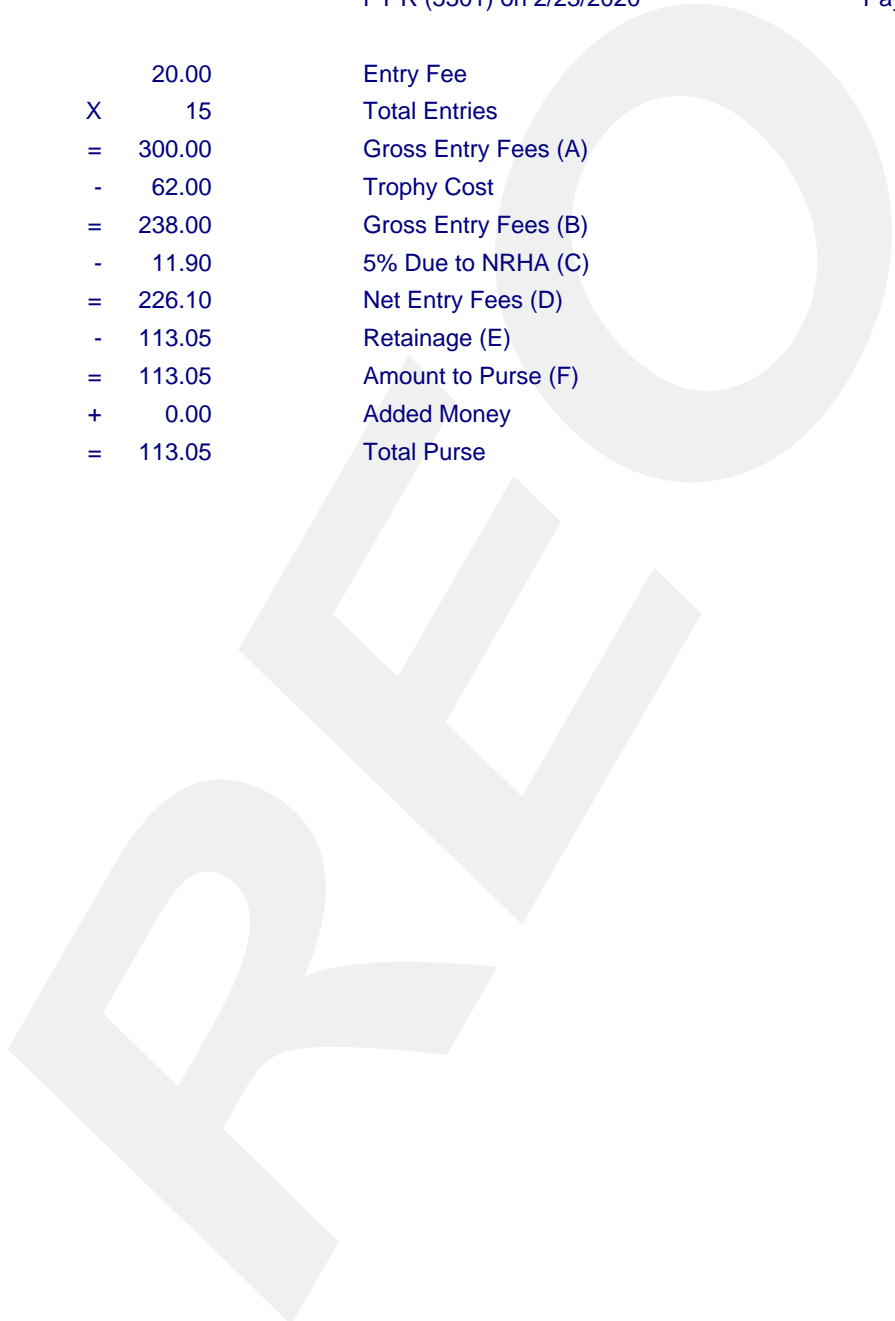 on
20.00 Entry Fee
X 15 Total Entries
= 300.00 Gross Entry Fees (A)
- 62.00 Trophy Cost
= 238.00 Gross Entry Fees (B)
- 11.90 5% Due to NRHA (C)
= 226.10 Net Entry Fees (D)
- 113.05 Retainage (E)
= 113.05 Amount to Purse (F)
+ 0.00 Added Money
= 113.05 Total Purse
REO